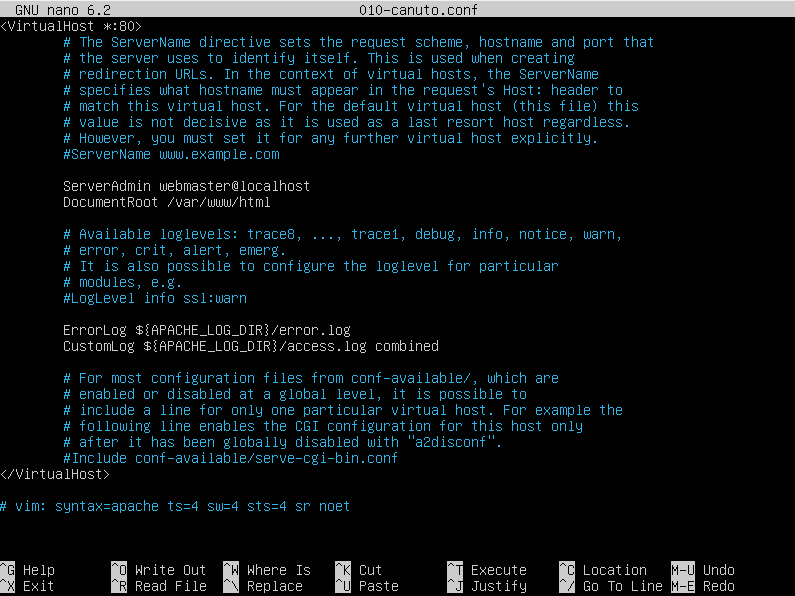 GNU nano 6.2 010-canuto.conf
<VirtualHost *:80>
# The ServerName directive sets the request scheme, hostname and port that
# the server uses to identify itself. This is used when creating
# redirection URLs. In the context of virtual hosts, the ServerName
# specifies what hostname must appear in the request's Host: header to
# match this virtual host. For the default virtual host (this file) this
# value is not decisive as it is used as a last resort host regardless.
# However, you must set it for any further virtual host explicitly.
#ServerName www.example.com
ServerAdmin webmaster@localhost
DocumentRoot /var/www/html
# Available loglevels: trace8, ..., trace1, debug, info, notice, warn,
# error, crit, alert, emerg.
# It is also possible to configure the loglevel for particular
# modules, e.g.
#LogLevel info ssl:warn
ErrorLog ${APACHE_LOG_DIR}/error.log
CustomLog ${APACHE_LOG_DIR}/access.log combined
# For most configuration files from conf-available/, which are
# enabled or disabled at a global level, it is possible to
# include a line for only one particular virtual host. For example the
# following line enables the CGI configuration for this host only
# after it has been globally disabled with "a2disconf".
#Include conf-available/serve-cgi-bin.conf
</VirtualHost>
# vim: syntax=apache ts=4 sw=4 sts=4 sr noet
^G Help ^O Write Out ^W Where Is ^K Cut ^T Execute ^C Location M-U Undo
^X Exit ^R Read File ^\ Replace ^U Paste ^J Justify ^/ Go To Line M-E Redo